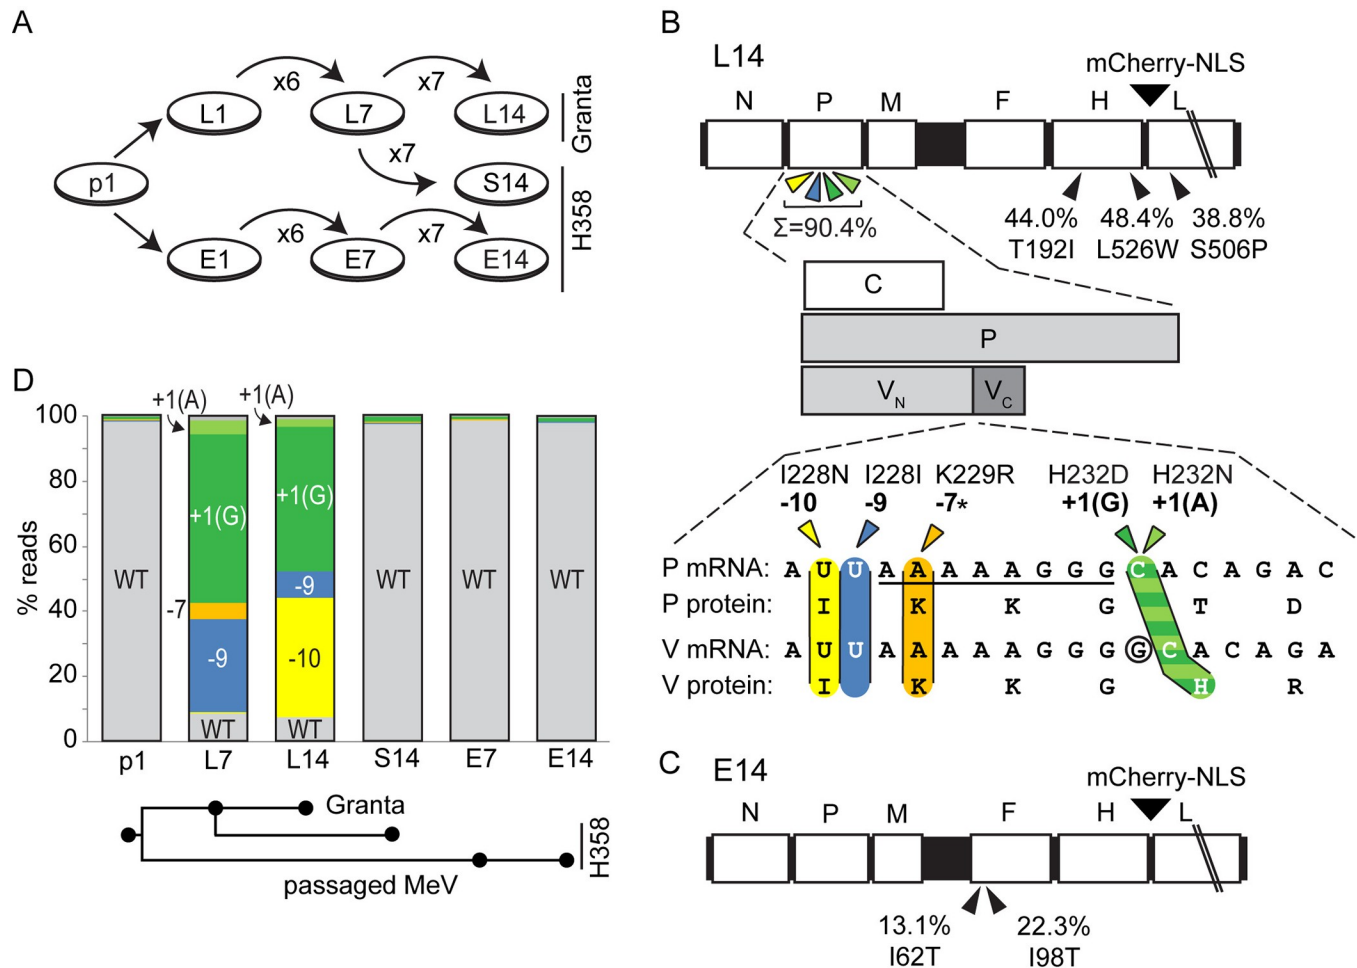 A
L1
x6
L7
x7
L14
Granta
p1
x7
S14
H358
E1
x6
E7
x7
E14
B
L14
mCherry-NLS
N P M F H L
Σ=90.4%
44.0% 48.4% 38.8%
T192I L526W S506P
C
P
VN VC
I228N I228I K229R H232D H232N
-10 -9 -7* +1(G) +1(A)
P mRNA: A U U A A A A A G G G C A C A G A C
P protein: I K K G T D
V mRNA: A U U A A A A A G G G G C A C A G A
V protein: I K K G H R
C
E14
mCherry-NLS
N P M F H L
13.1% 22.3%
I62T I98T
D
% reads
100
80
60
40
20
0
+1(A)
+1(A)
WT
+1(G)
-7
-9
WT
+1(G)
-9
-10
WT
WT
WT
WT
p1 L7 L14 S14 E7 E14
Granta
H358
passaged MeV